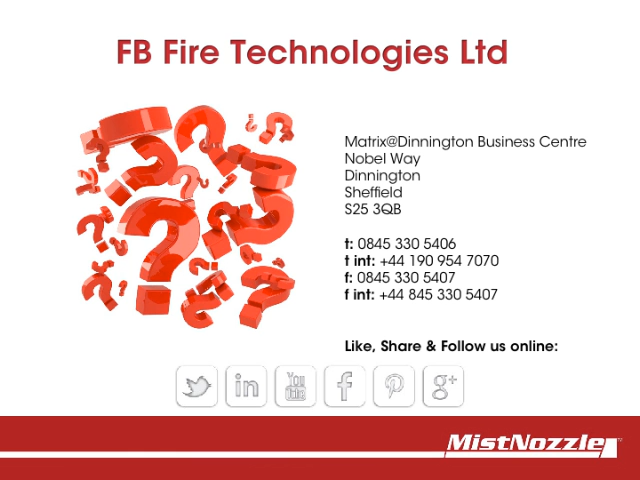 FB Fire Technologies Ltd
Matrix@Dinnington Business Centre
Nobel Way
Dinnington
Sheffield
S25 3QB
t: 0845 330 5406
t int: +44 190 954 7070
f: 0845 330 5407
f int: +44 845 330 5407
Like, Share & Follow us online:
in You Tube f g+
MistNozzle